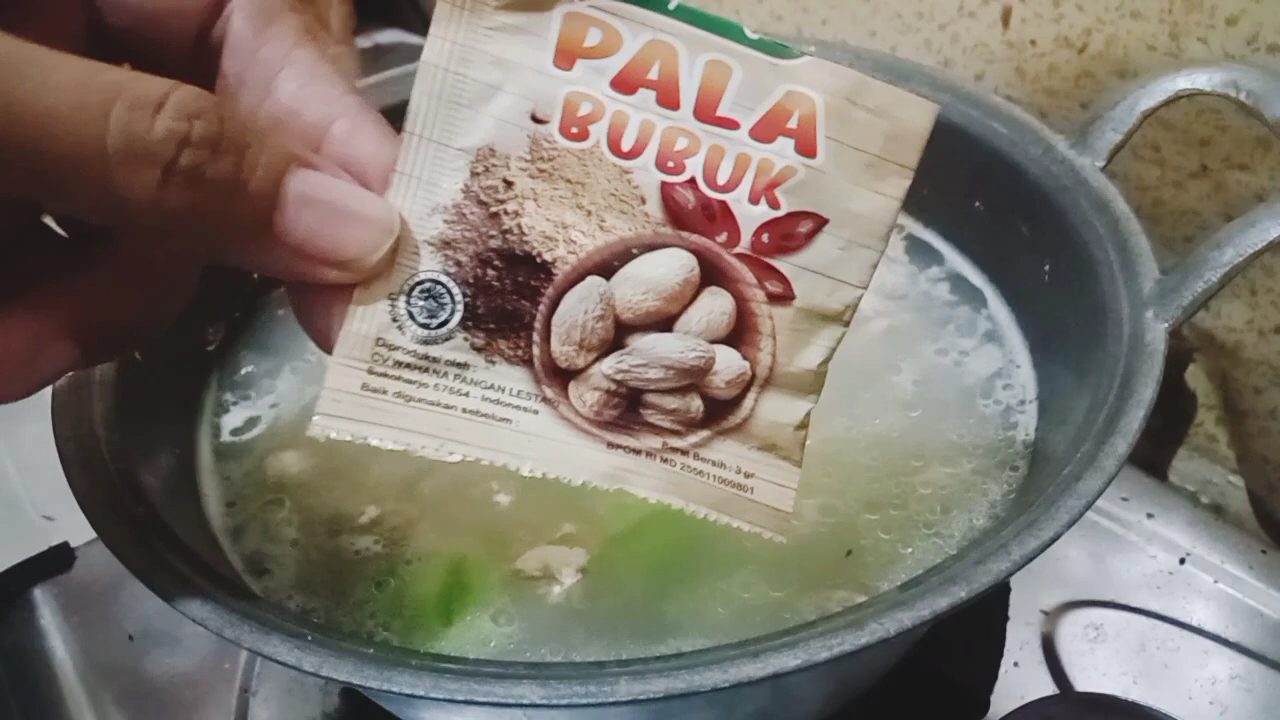 PALA
BUBUK
Diproduksi oleh :
CV.WAHANA PANGAN LESTARI
Sukoharjo 57554 - Indonesia
Baik digunakan sebelum :
Berat Bersih : 3 gr
BPOM RI MD 255611009801